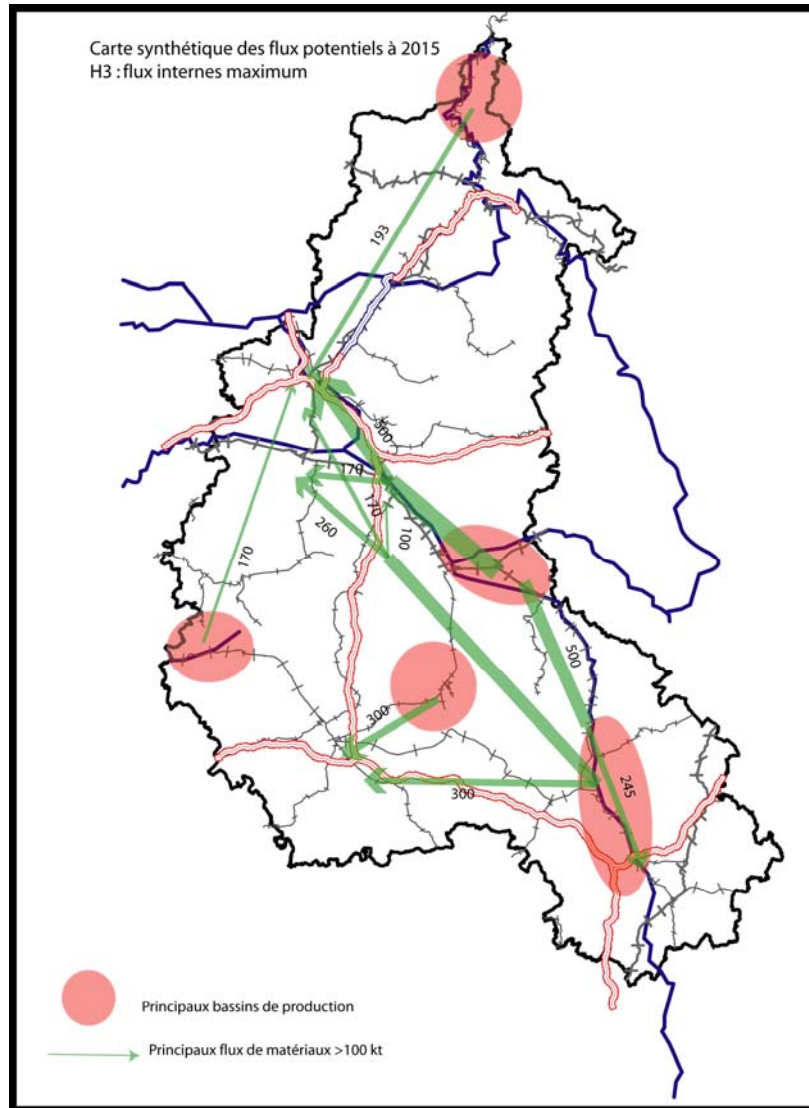 Carte synthétique des flux potentiels à 2015
H3 : flux internes maximum
193
500
170
170
100
260
170
500
300
300
245
Principaux bassins de production
Principaux flux de matériaux >100 kt